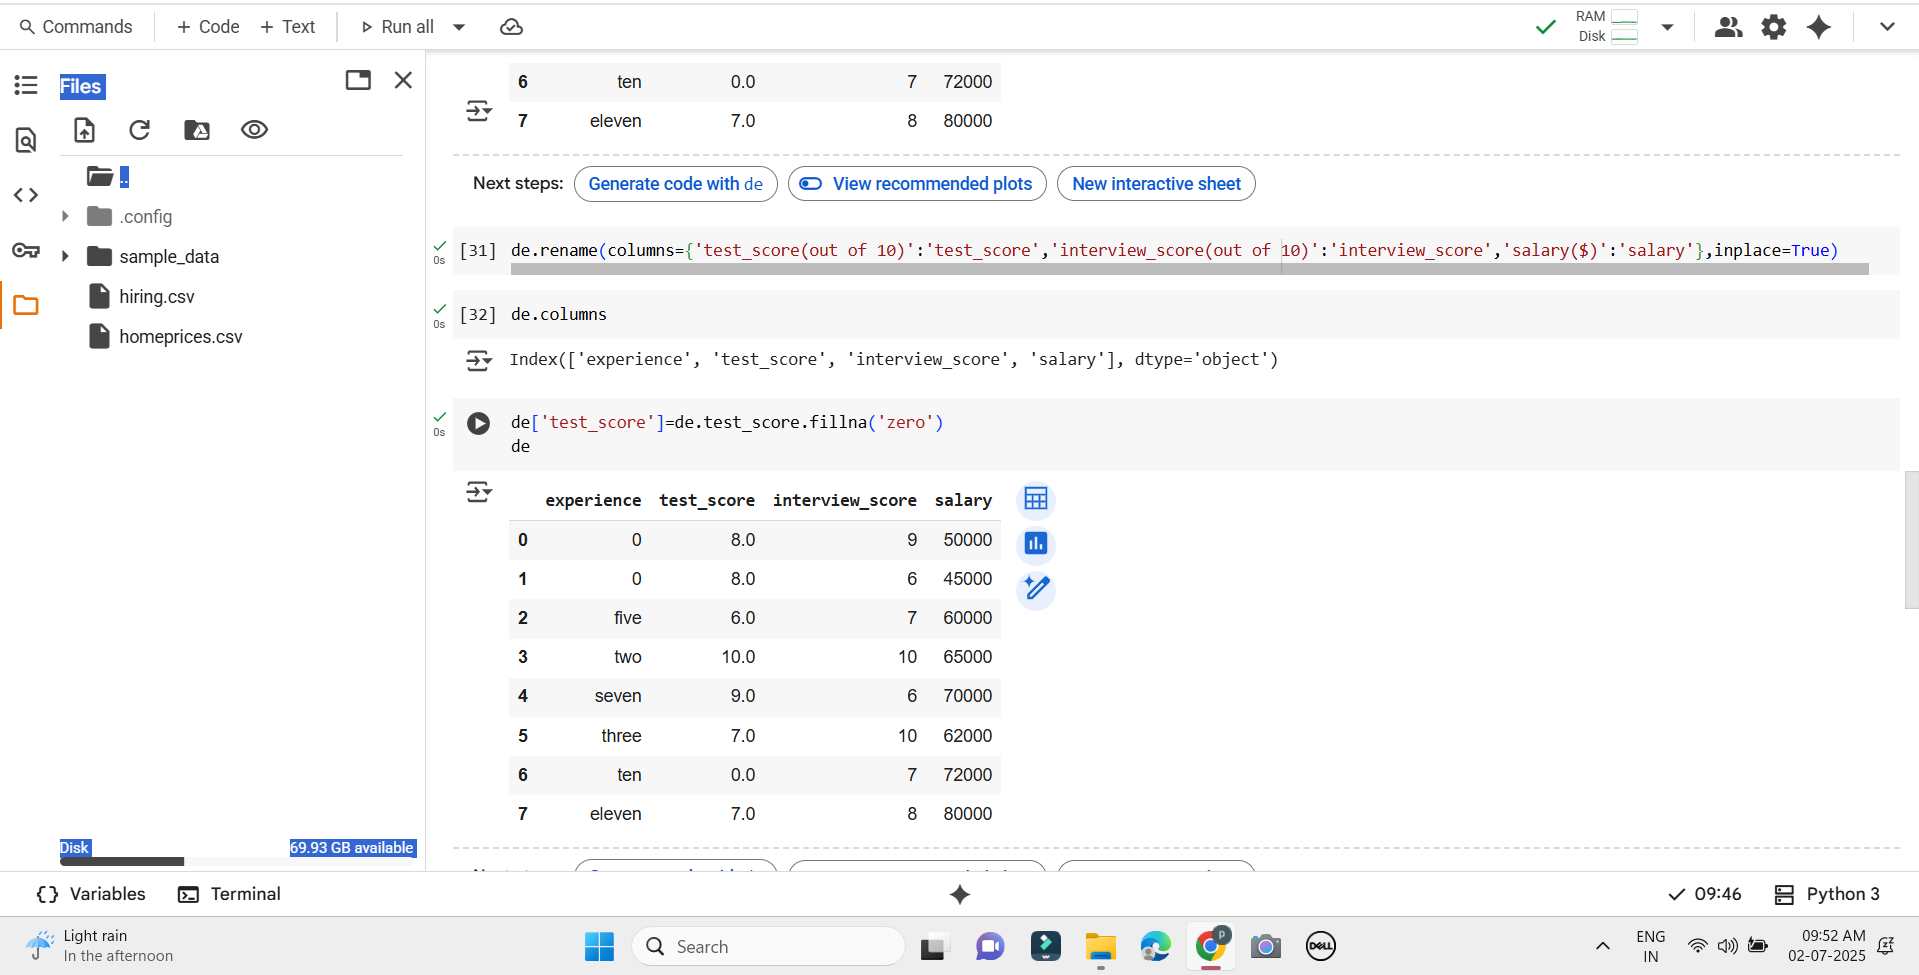 Commands + Code + Text Run all RAM
Disk
Files
..
.config
sample_data
hiring.csv
homeprices.csv
Disk 69.93 GB available
6 ten 0.0 7 72000
7 eleven 7.0 8 80000
Next steps: Generate code with de View recommended plots New interactive sheet
0s [31] de.rename(columns={'test_score(out of 10)':'test_score','interview_score(out of 10)':'interview_score','salary($)':'salary'},inplace=True)
0s [32] de.columns
Index(['experience', 'test_score', 'interview_score', 'salary'], dtype='object')
0s de['test_score']=de.test_score.fillna('zero')
de
experience test_score interview_score salary
0 0 8.0 9 50000
1 0 8.0 6 45000
2 five 6.0 7 60000
3 two 10.0 10 65000
4 seven 9.0 6 70000
5 three 7.0 10 62000
6 ten 0.0 7 72000
7 eleven 7.0 8 80000
{} Variables Terminal 09:46 Python 3
Light rain
In the afternoon
Search
P
W
DELL
ENG
IN
09:52 AM
02-07-2025